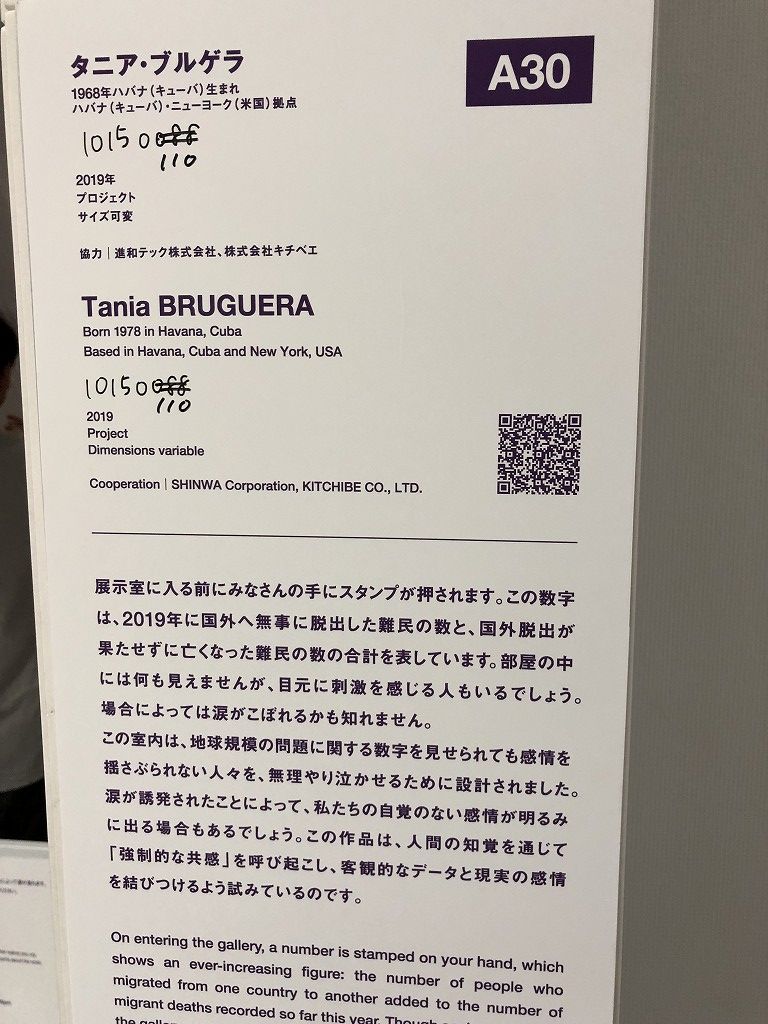 タニア・ブルゲラ
A30
1968年ハバナ（キューバ）生まれ
ハバナ（キューバ）・ニューヨーク（米国）拠点
10150
110
2019年
プロジェクト
サイズ可変
協力｜進和テック株式会社、株式会社キチベエ
Tania BRUGUERA
Born 1978 in Havana, Cuba
Based in Havana, Cuba and New York, USA
10150
110
2019
Project
Dimensions variable
Cooperation | SHINWA Corporation, KITCHIBE CO., LTD.
展示室に入る前にみなさんの手にスタンプが押されます。この数字
は、2019年に国外へ無事に脱出した難民の数と、国外脱出が
果たせずに亡くなった難民の数の合計を表しています。部屋の中
には何も見えませんが、目元に刺激を感じる人もいるでしょう。
場合によっては涙がこぼれるかも知れません。
この室内は、地球規模の問題に関する数字を見せられても感情を
揺さぶられない人々を、無理やり泣かせるために設計されました。
涙が誘発されたことによって、私たちの自覚のない感情が明るみ
に出る場合もあるでしょう。この作品は、人間の知覚を通じて
「強制的な共感」を呼び起こし、客観的なデータと現実の感情
を結びつけるよう試みているのです。
On entering the gallery, a number is stamped on your hand, which
shows an ever-increasing figure: the number of people who
migrated from one country to another added to the number of
migrant deaths recorded so far this year. Though
the